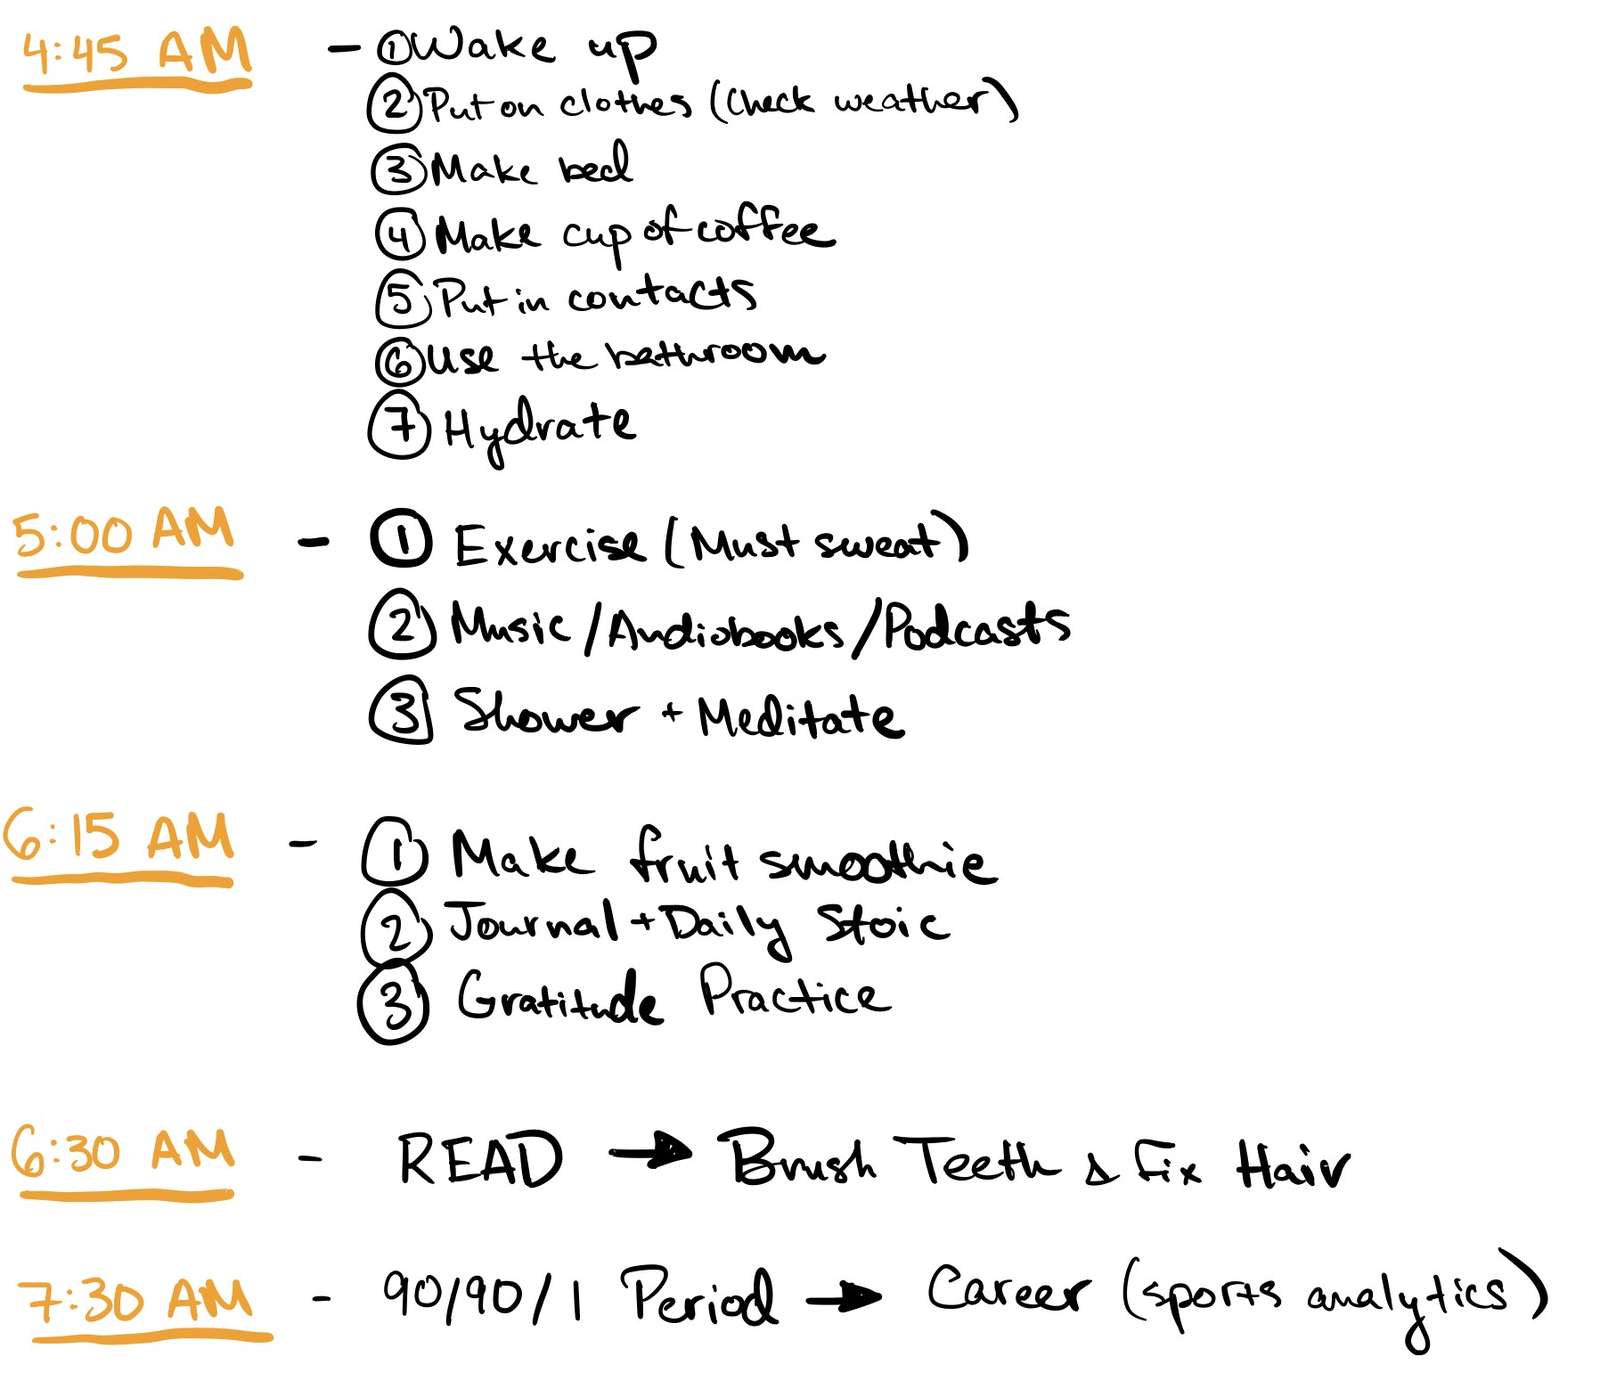 4:45 AM - ① Wake up
② Put on clothes (Check weather)
③ Make bed
④ Make cup of coffee
⑤ Put in contacts
⑥ Use the bathroom
⑦ Hydrate
5:00 AM - ① Exercise (Must sweat)
② Music/Audiobooks/Podcasts
③ Shower + Meditate
6:15 AM - ① Make fruit smoothie
② Journal + Daily Stoic
③ Gratitude Practice
6:30 AM - READ → Brush Teeth & Fix Hair
7:30 AM - 90/90/1 Period → Career (sports analytics)